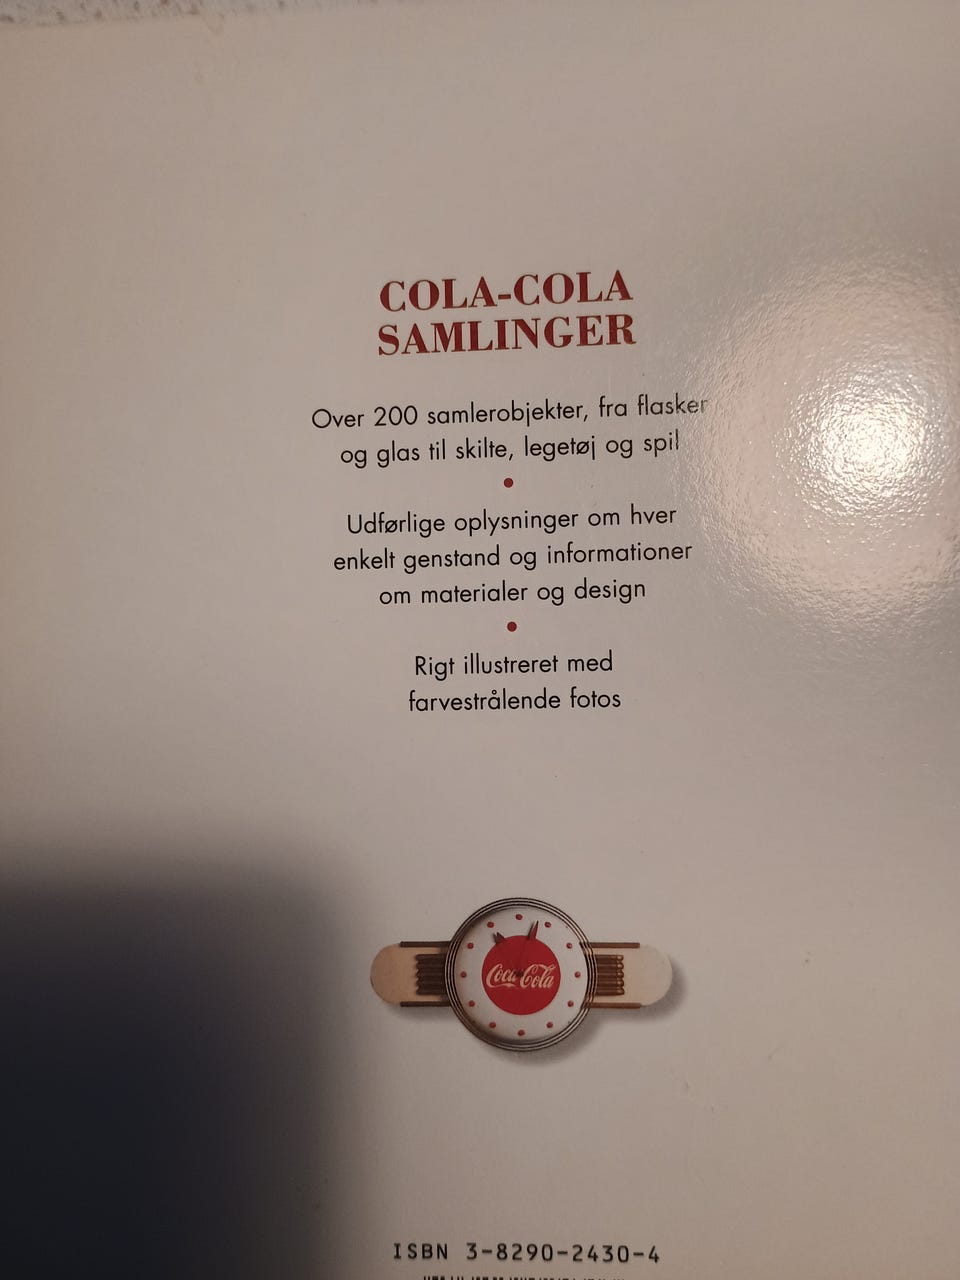 COLA-COLA
SAMLINGER
Over 200 samlerobjekter, fra flasker
og glas til skilte, legetøj og spil
•
Udførlige oplysninger om hver
enkelt genstand og informationer
om materialer og design
•
Rigt illustreret med
farvestrålende fotos
Coca-Cola
ISBN 3-8290-2430-4